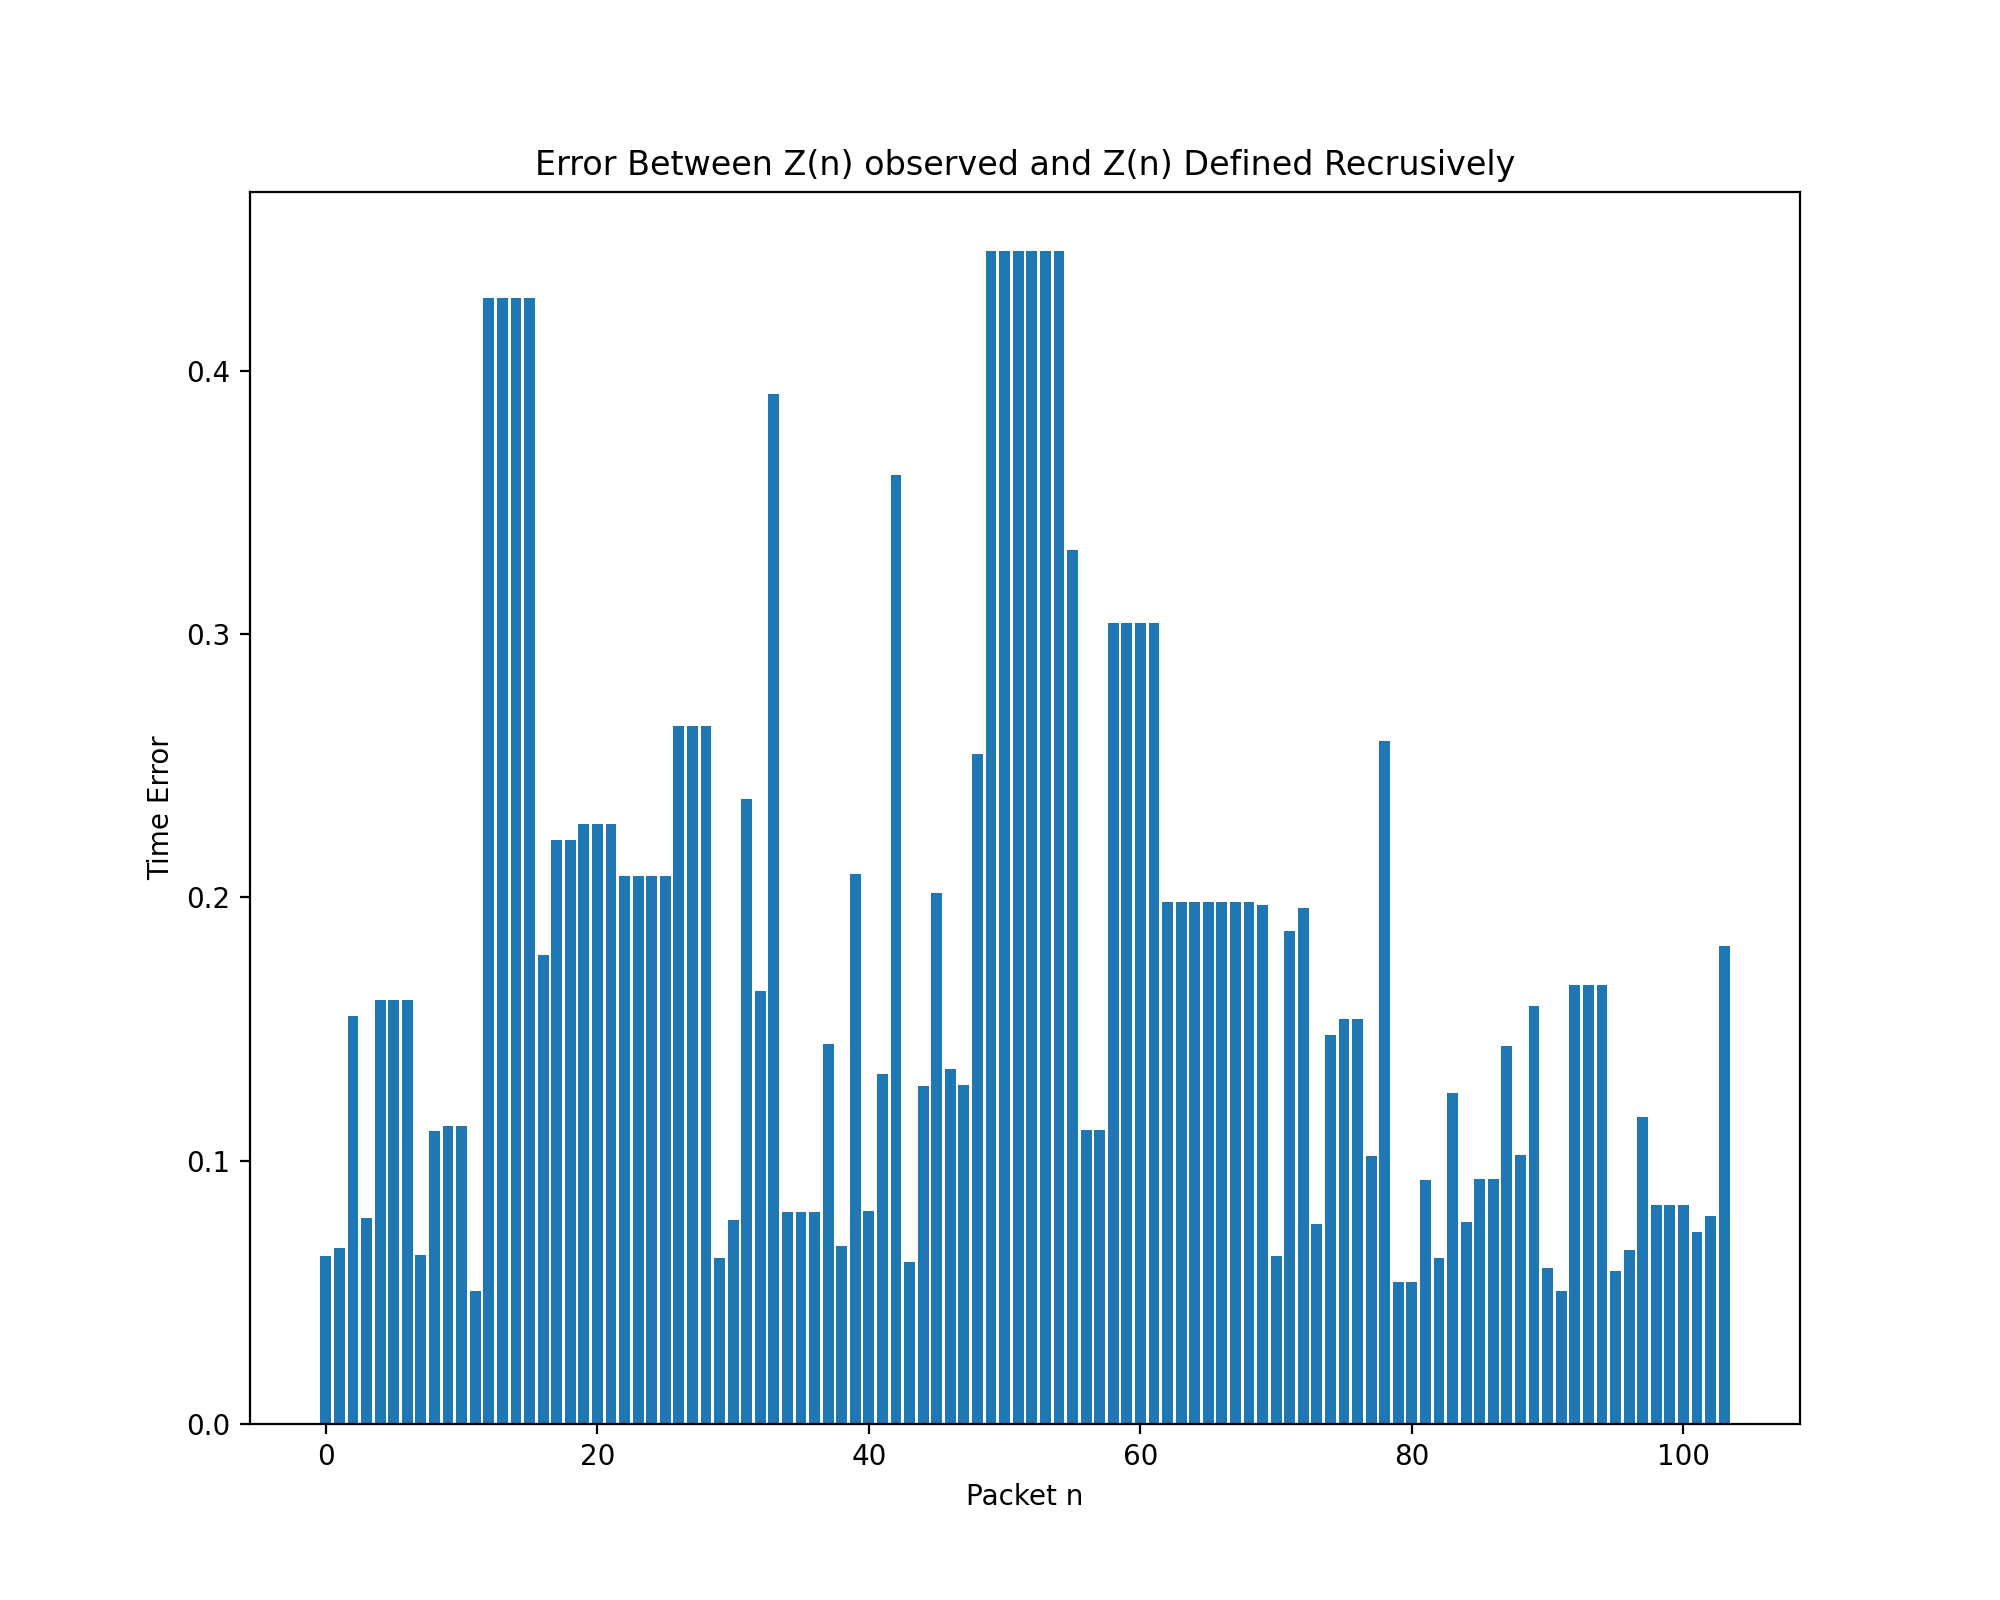 Error Between Z(n) observed and Z(n) Defined Recrusively
0.4
0.3
0.2
0.1
0.0
Time Error
0 20 40 60 80 100
Packet n